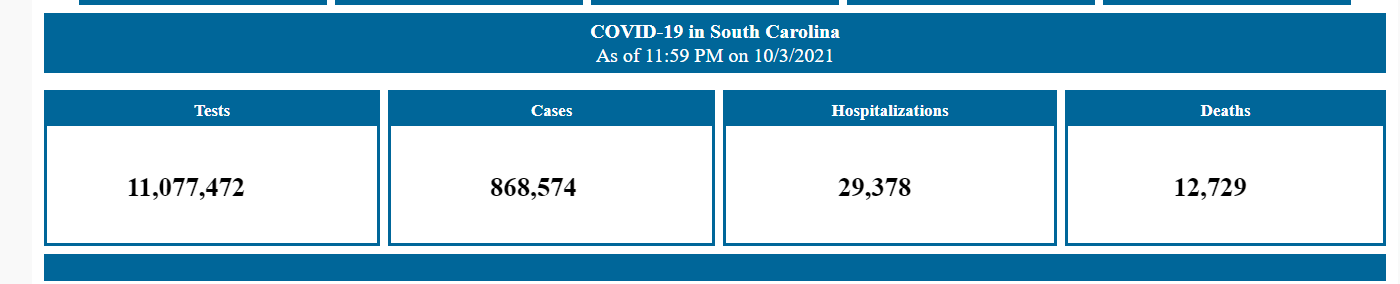 COVID-19 in South Carolina
As of 11:59 PM on 10/3/2021
Tests
Cases
Hospitalizations
Deaths
11,077,472
868,574
29,378
12,729